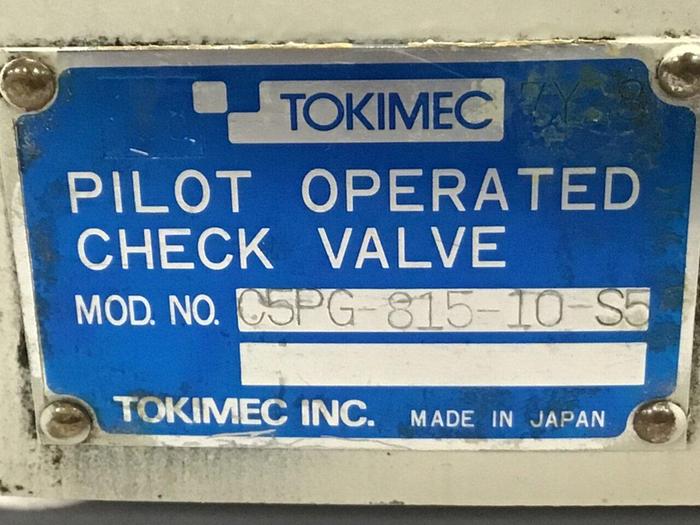 TOKIMEC
PILOT OPERATED
CHECK VALVE
MOD. NO. C5PG-815-10-S5
TOKIMEC INC. MADE IN JAPAN